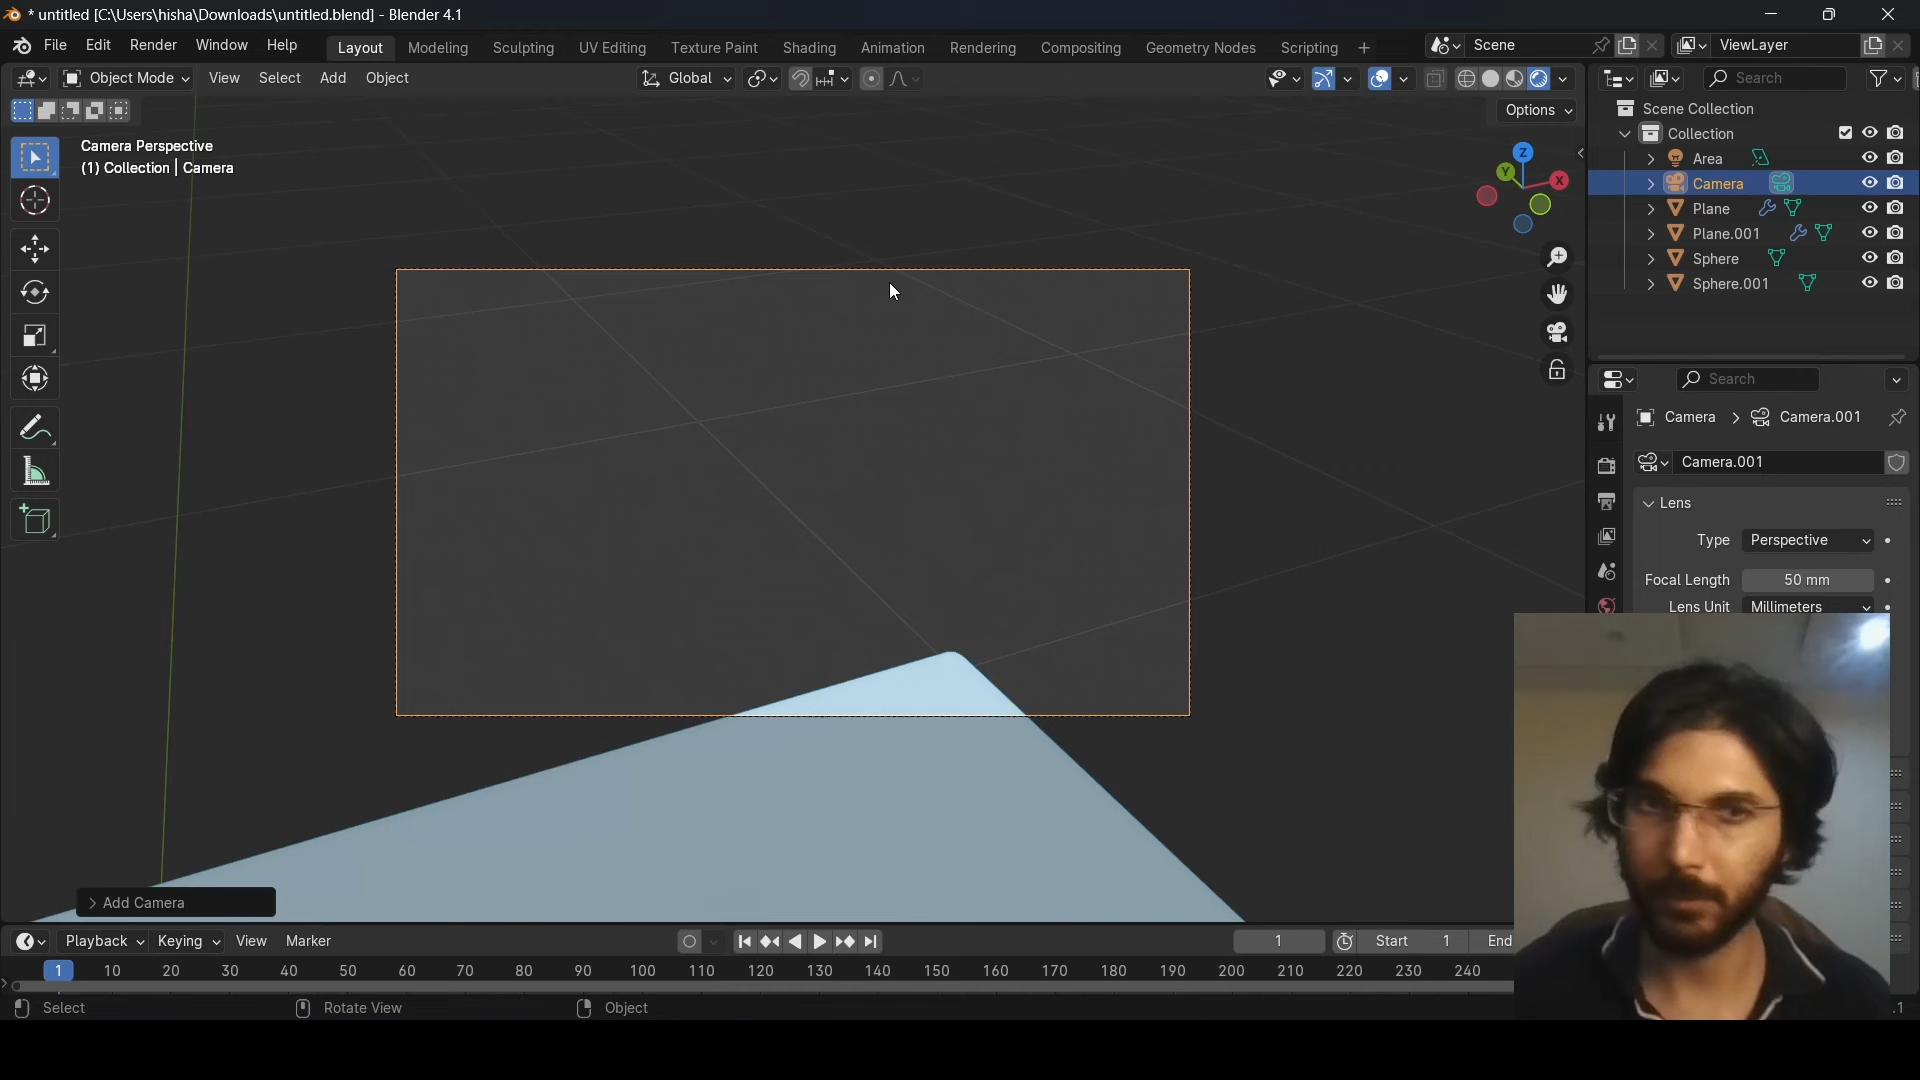 * untitled [C:\Users\hisha\Downloads\untitled.blend] - Blender 4.1
File Edit Render Window Help Layout Modeling Sculpting UV Editing Texture Paint Shading Animation Rendering Compositing Geometry Nodes Scripting + Scene ViewLayer
Object Mode View Select Add Object Global Search
Options
Scene Collection
Collection
Area
Camera
Plane
Plane.001
Sphere
Sphere.001
Camera Perspective
(1) Collection | Camera
Z
Y
X
Search
Camera > Camera.001
Camera.001
Lens
Type Perspective
Focal Length 50 mm
Lens Unit Millimeters
> Add Camera
Playback Keying View Marker 1 Start 1 End
1 10 20 30 40 50 60 70 80 90 100 110 120 130 140 150 160 170 180 190 200 210 220 230 240
Select Rotate View Object .1